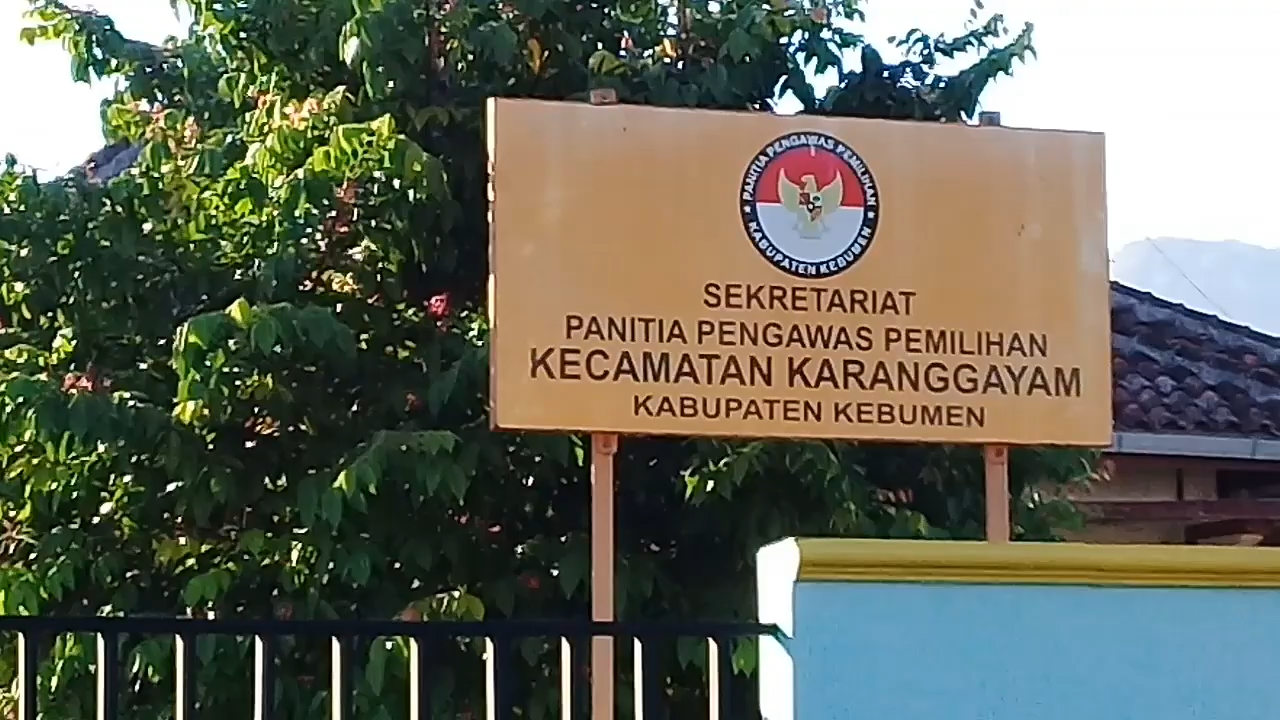 PANITIA PENGAWAS PEMILIHAN
KABUPATEN KEBUMEN
SEKRETARIAT
PANITIA PENGAWAS PEMILIHAN
KECAMATAN KARANGGAYAM
KABUPATEN KEBUMEN